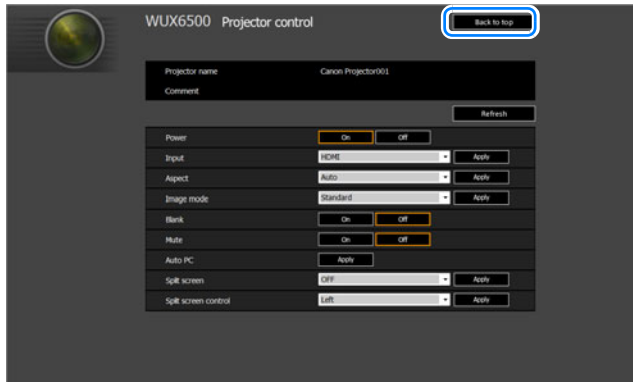 WUX6500 Projector control
Back to top
Projector name Canon Projector001
Comment
Refresh
Power On Off
Input HDMI Apply
Aspect Auto Apply
Image mode Standard Apply
Blank On Off
Mute On Off
Auto PC Apply
Split screen OFF Apply
Split screen control Left Apply